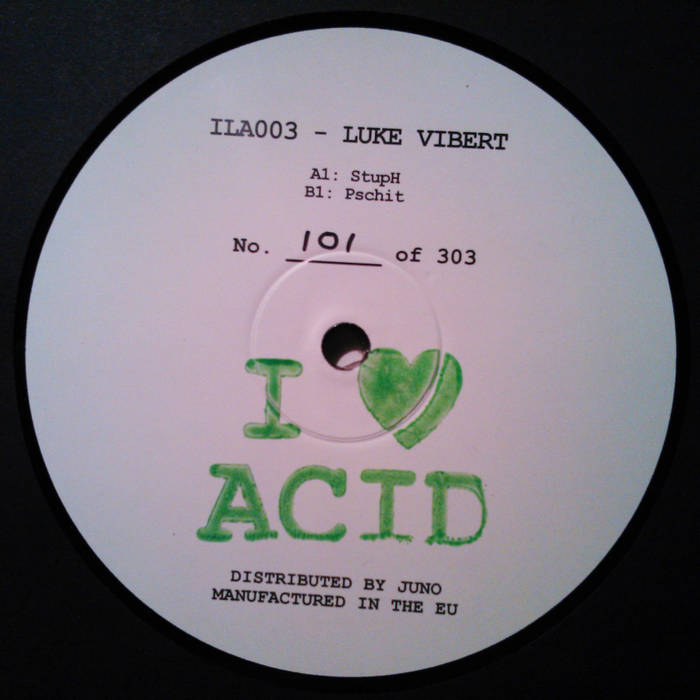 ILA003 - LUKE VIBERT
A1: StupH
B1: Pschit
No. 101 of 303
I ♥
ACID
DISTRIBUTED BY JUNO
MANUFACTURED IN THE EU